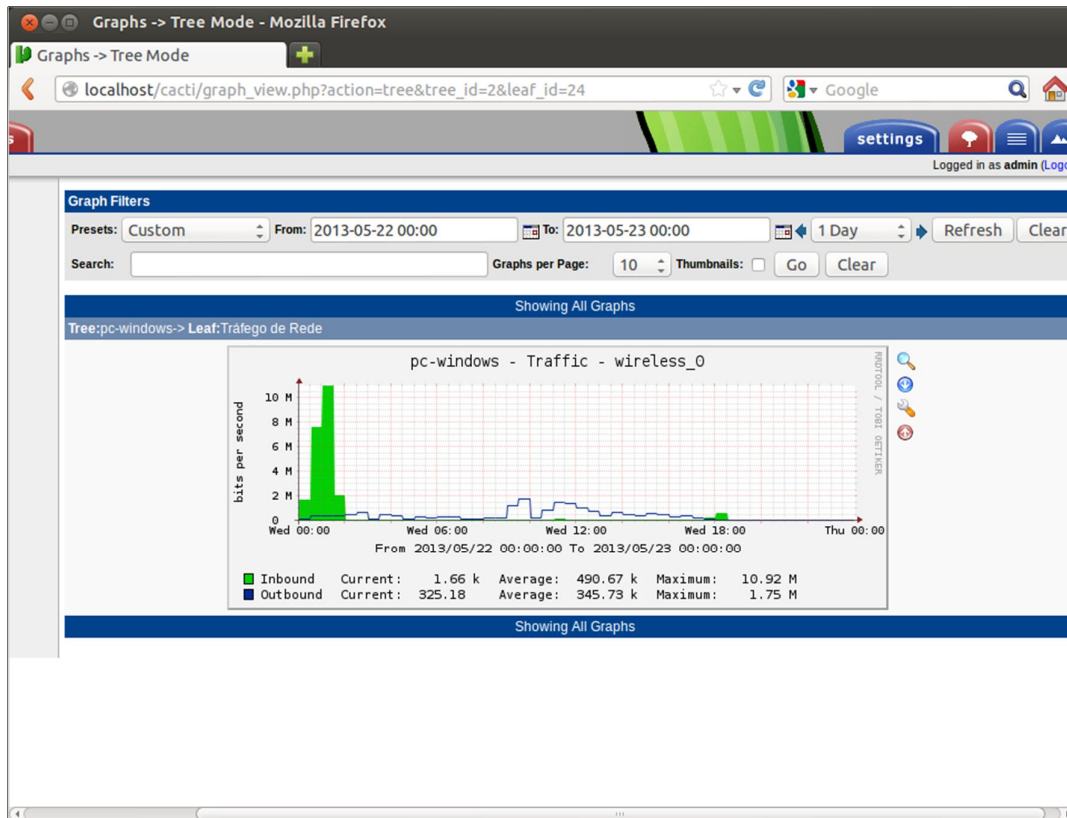 Graphs -> Tree Mode - Mozilla Firefox
Graphs -> Tree Mode
localhost/cacti/graph_view.php?action=tree&tree_id=2&leaf_id=24
Google
s
settings
Logged in as admin (Logo
Graph Filters
Presets: Custom From: 2013-05-22 00:00 To: 2013-05-23 00:00 1 Day Refresh Clear
Search: Graphs per Page: 10 Thumbnails: Go Clear
Showing All Graphs
Tree:pc-windows-> Leaf:Tráfego de Rede
pc-windows - Traffic - wireless_0
RRDTOOL / TOBI OETIKER
bits per second
10 M
8 M
6 M
4 M
2 M
0
Wed 00:00 Wed 06:00 Wed 12:00 Wed 18:00 Thu 00:00
From 2013/05/22 00:00:00 To 2013/05/23 00:00:00
Inbound Current: 1.66 k Average: 490.67 k Maximum: 10.92 M
Outbound Current: 325.18 Average: 345.73 k Maximum: 1.75 M
Showing All Graphs